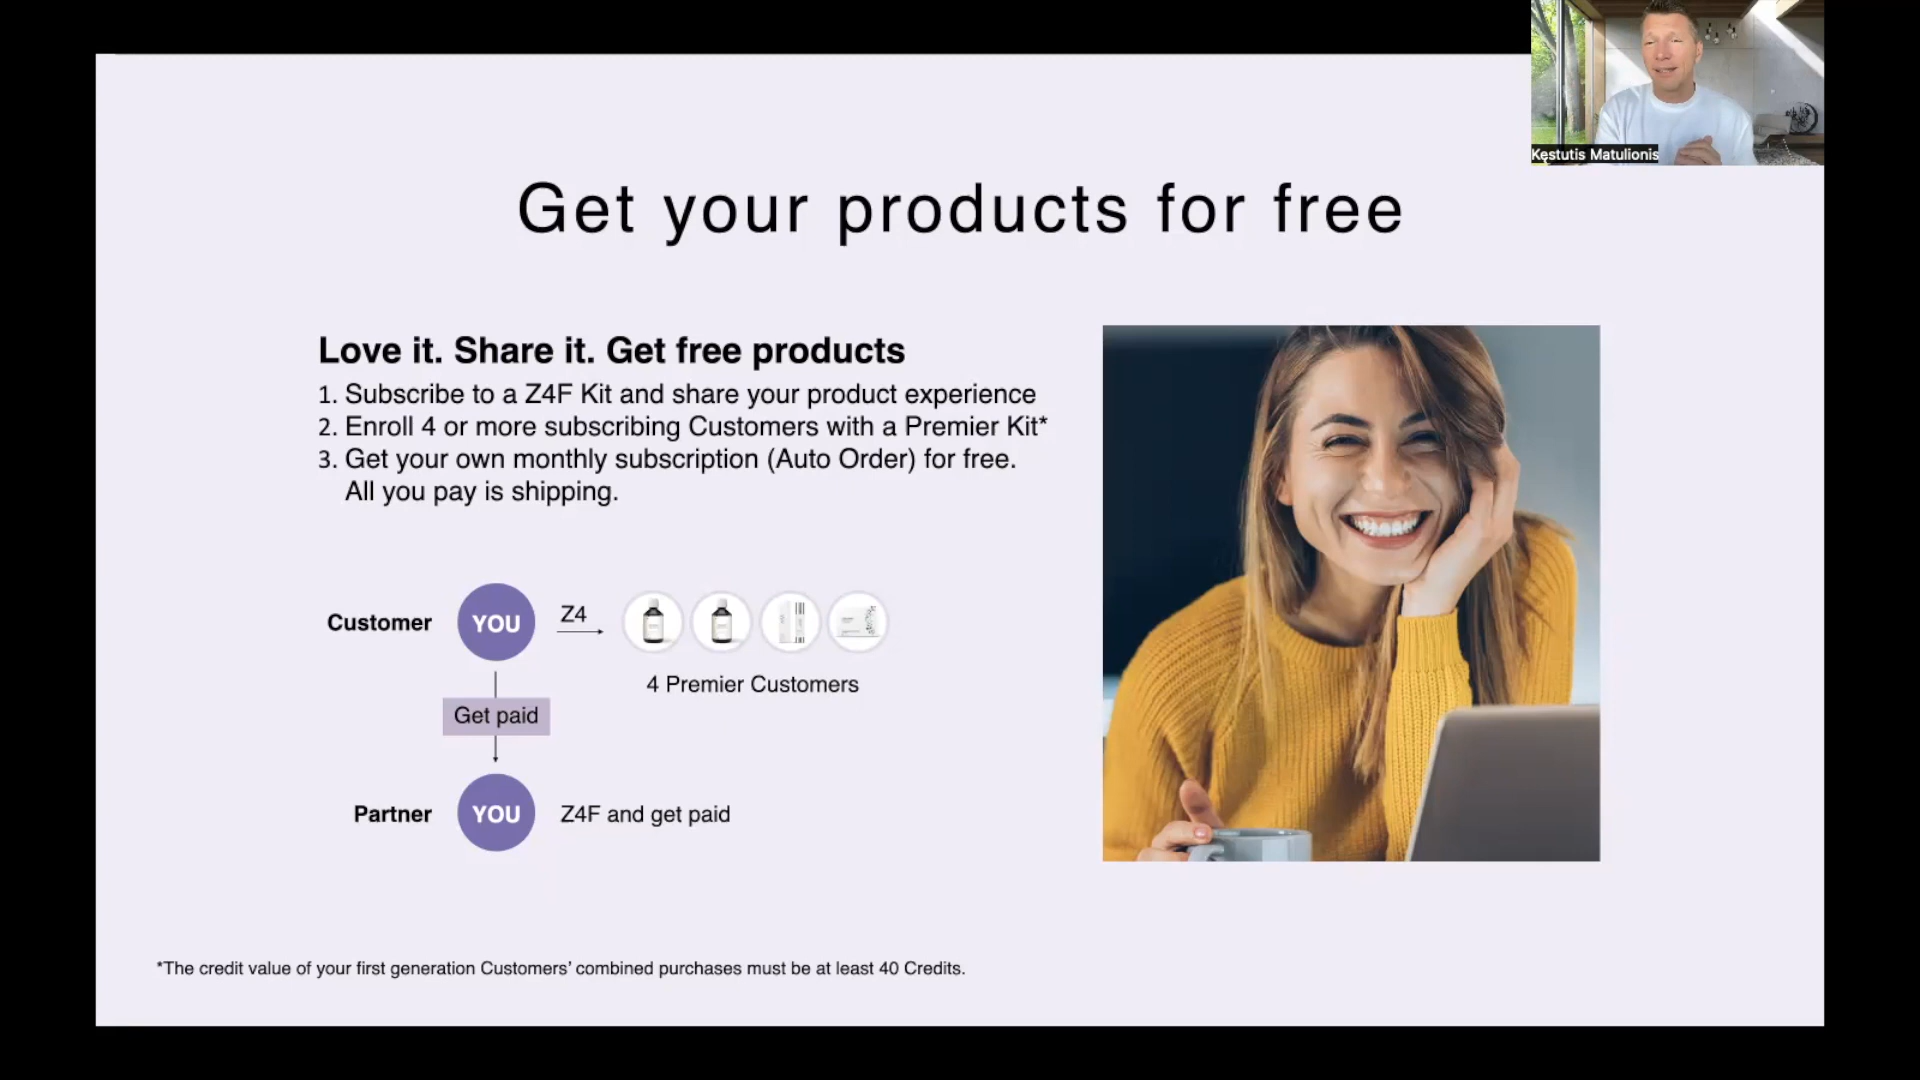 Kęstutis Matulionis
Get your products for free
Love it. Share it. Get free products
1. Subscribe to a Z4F Kit and share your product experience
2. Enroll 4 or more subscribing Customers with a Premier Kit*
3. Get your own monthly subscription (Auto Order) for free.
All you pay is shipping.
Customer
YOU
Z4
4 Premier Customers
Get paid
Partner
YOU
Z4F and get paid
*The credit value of your first generation Customers’ combined purchases must be at least 40 Credits.